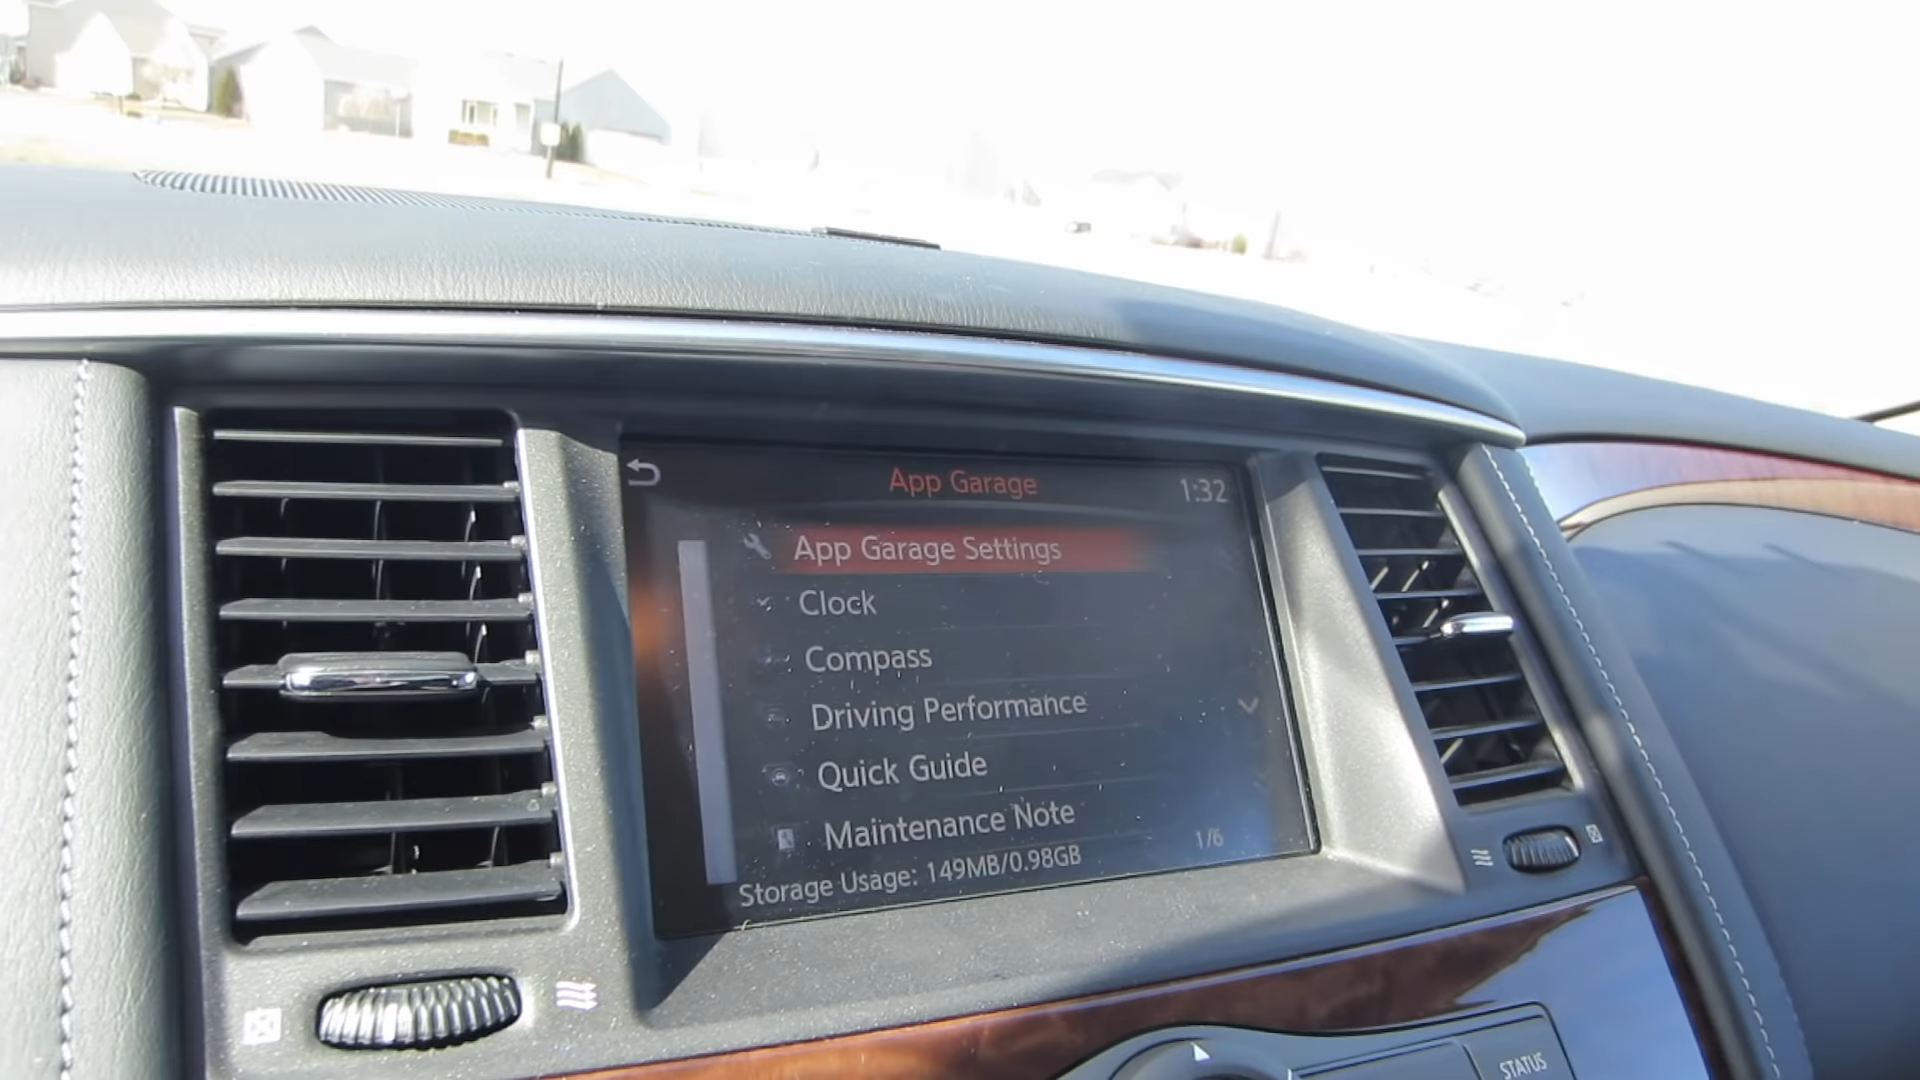 App Garage
1:32
App Garage Settings
Clock
Compass
Driving Performance
Quick Guide
Maintenance Note
1/6
Storage Usage: 149MB/0.98GB
STATUS